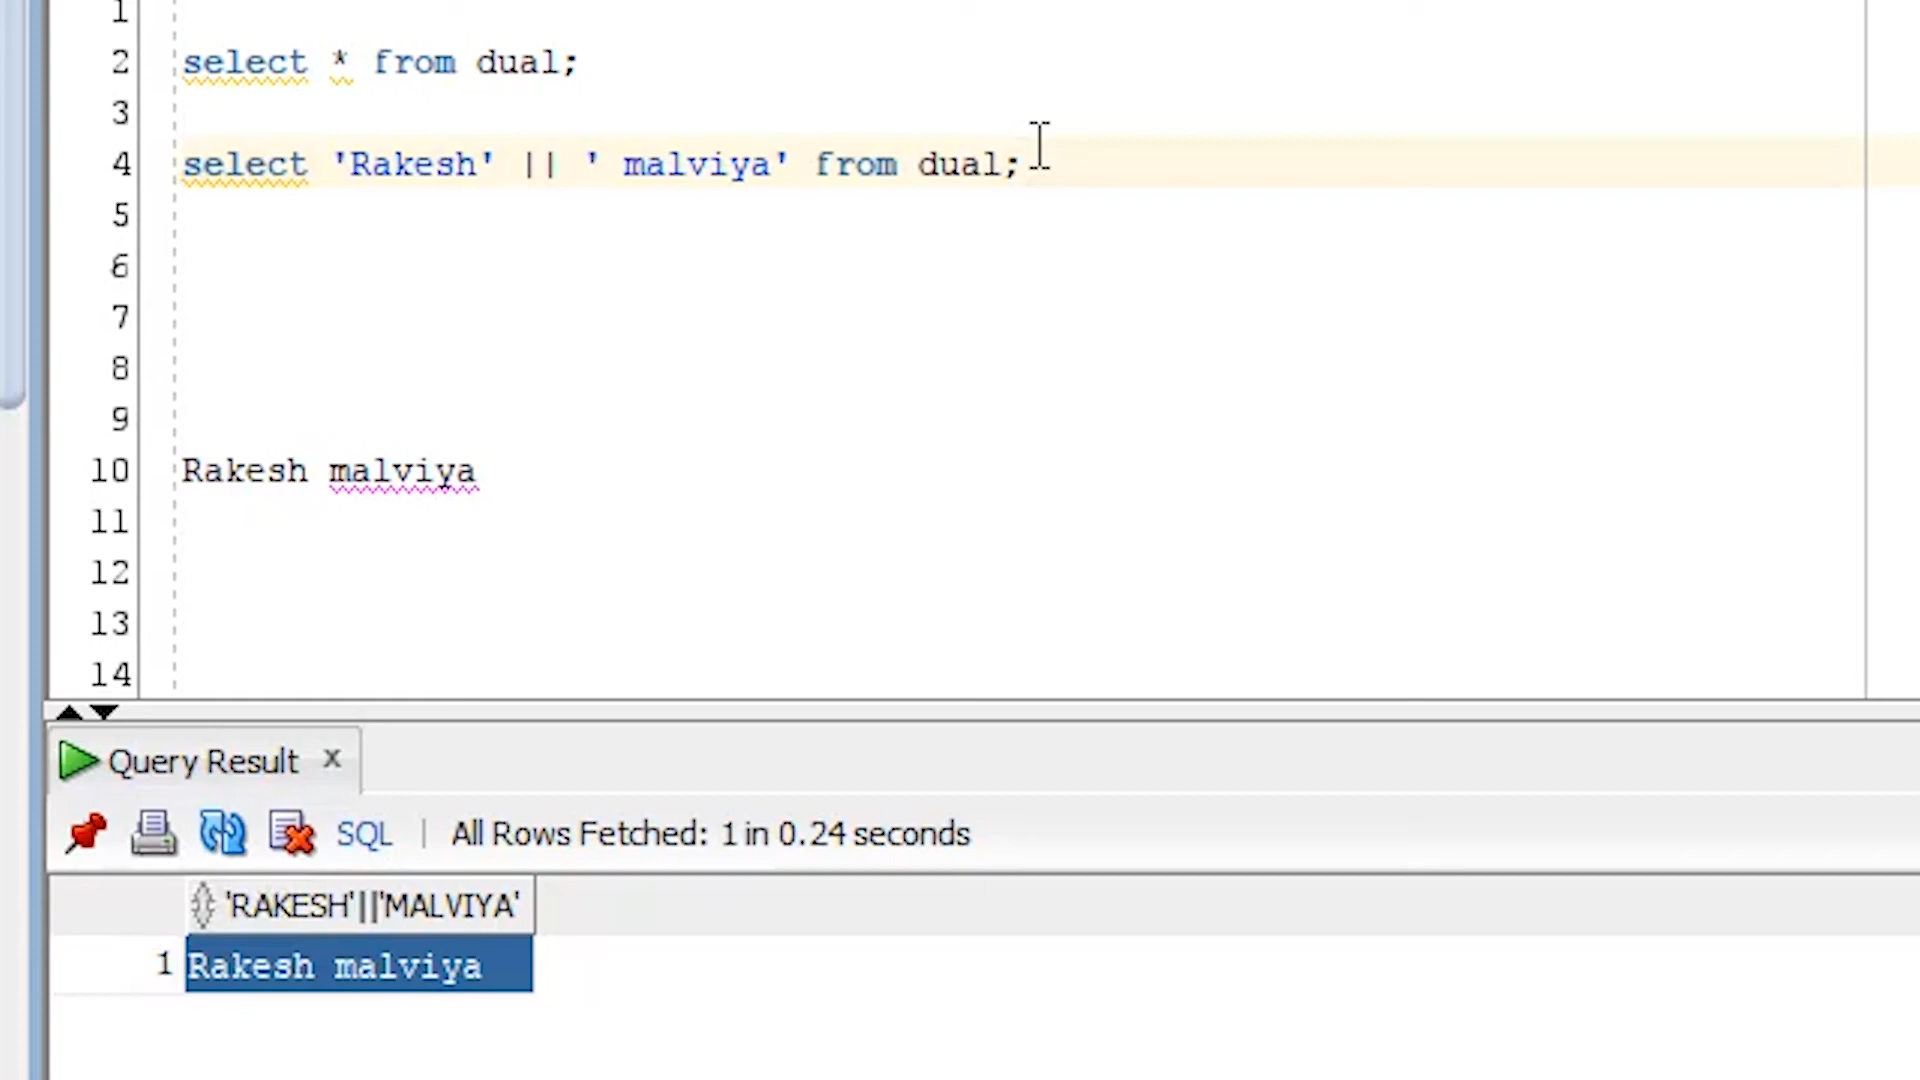 1
2 select * from dual;
3
4 select 'Rakesh' || ' malviya' from dual;
5
6
7
8
9
10 Rakesh malviya
11
12
13
14
Query Result x
SQL | All Rows Fetched: 1 in 0.24 seconds
'RAKESH'||'MALVIYA'
1 Rakesh malviya